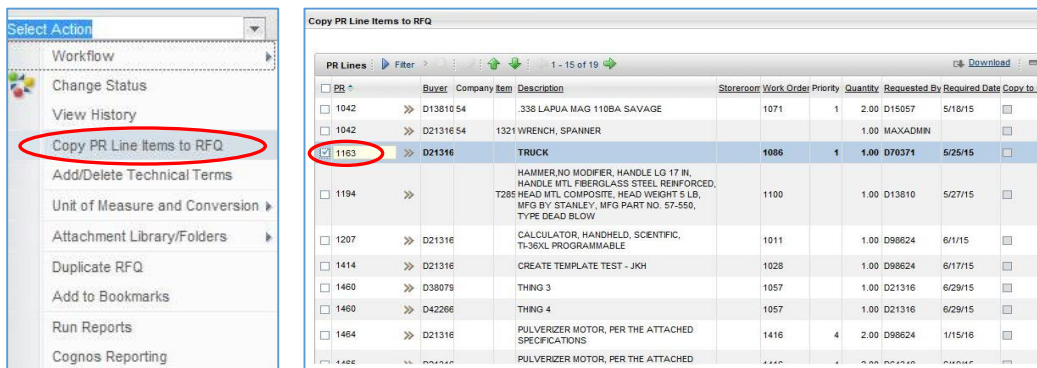 Select Action
Workflow
Change Status
View History
Copy PR Line Items to RFQ
Add/Delete Technical Terms
Unit of Measure and Conversion
Attachment Library/Folders
Duplicate RFQ
Add to Bookmarks
Run Reports
Cognos Reporting
Copy PR Line Items to RFQ
PR Lines Filter 1 - 15 of 19 Download
PR Buyer Company Item Description Storeroom Work Order Priority Quantity Requested By Required Date Copy to
1042 D13810 54 .338 LAPUA MAG 110BA SAVAGE 1071 1 2.00 D15057 5/18/15
1042 D21316 54 1321 WRENCH, SPANNER 1.00 MAXADMIN
1163 D21316 TRUCK 1086 1 1.00 D70371 5/25/15
HAMMER,NO MODIFIER, HANDLE LG 17 IN,
HANDLE MTL FIBERGLASS STEEL REINFORCED,
1194 T285 HEAD MTL COMPOSITE, HEAD WEIGHT 5 LB, 1100 1.00 D13810 5/27/15
MFG BY STANLEY, MFG PART NO. 57-550,
TYPE DEAD BLOW
CALCULATOR, HANDHELD, SCIENTIFIC,
1207 D21316 TI-36XL PROGRAMMABLE 1011 1.00 D98624 6/1/15
1414 D21316 CREATE TEMPLATE TEST - JKH 1028 1.00 D98624 6/17/15
1460 D38079 THING 3 1057 1.00 D21316 6/29/15
1460 D42266 THING 4 1057 1.00 D21316 6/29/15
PULVERIZER MOTOR, PER THE ATTACHED
1464 D21316 SPECIFICATIONS 1416 4 2.00 D98624 1/15/16
PULVERIZER MOTOR, PER THE ATTACHED